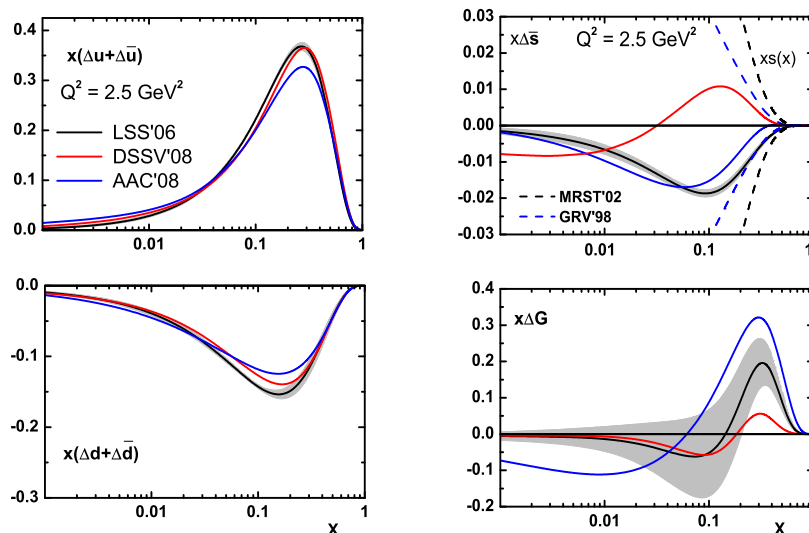 x(Δu+Δū)
Q² = 2.5 GeV²
LSS'06
DSSV'08
AAC'08
0.4
0.3
0.2
0.1
0.0
0.01
0.1
1
xΔs̄
Q² = 2.5 GeV²
xs(x)
MRST'02
GRV'98
0.03
0.02
0.01
0.00
-0.01
-0.02
-0.03
0.01
0.1
1
x(Δd+Δd̄)
0.0
-0.1
-0.2
-0.3
0.01
0.1
1
X
xΔG
0.4
0.3
0.2
0.1
0.0
-0.1
-0.2
0.01
0.1
1
X